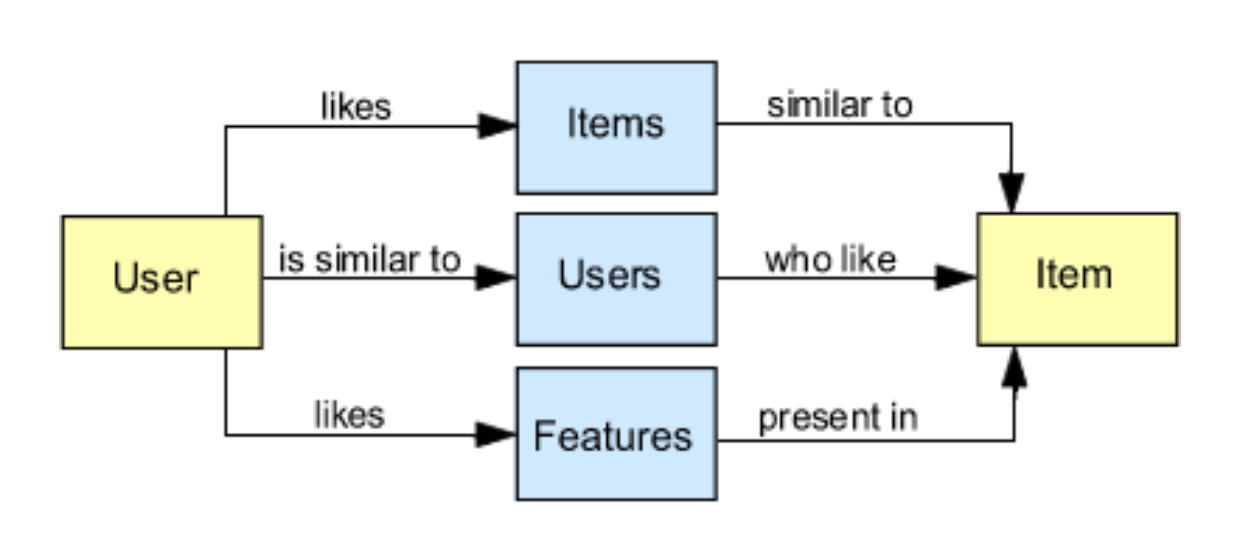 likes
Items
similar to
User
is similar to
Users
who like
Item
likes
Features
present in